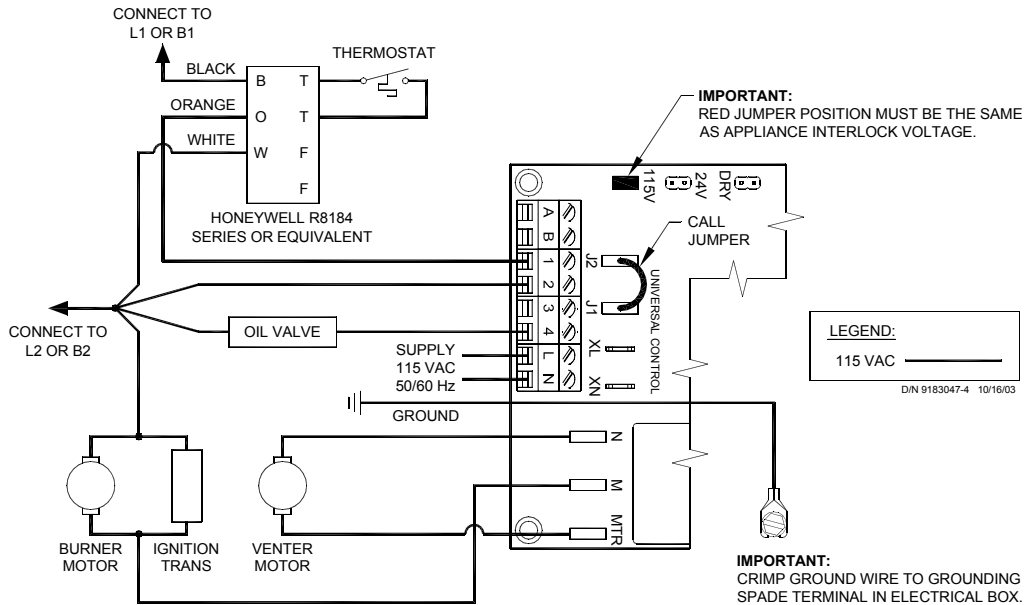 CONNECT TO
L1 OR B1
THERMOSTAT
BLACK
B
T
ORANGE
O
T
WHITE
W
F
F
HONEYWELL R8184
SERIES OR EQUIVALENT
IMPORTANT:
RED JUMPER POSITION MUST BE THE SAME
AS APPLIANCE INTERLOCK VOLTAGE.
115V
24V
DRY
CALL
JUMPER
A
B
1
2
3
4
L
N
J2
J1
XL
XN
UNIVERSAL CONTROL
CONNECT TO
L2 OR B2
OIL VALVE
SUPPLY
115 VAC
50/60 Hz
GROUND
LEGEND:
115 VAC
D/N 9183047-4 10/16/03
N
M
MTR
BURNER
MOTOR
IGNITION
TRANS
VENTER
MOTOR
IMPORTANT:
CRIMP GROUND WIRE TO GROUNDING
SPADE TERMINAL IN ELECTRICAL BOX.